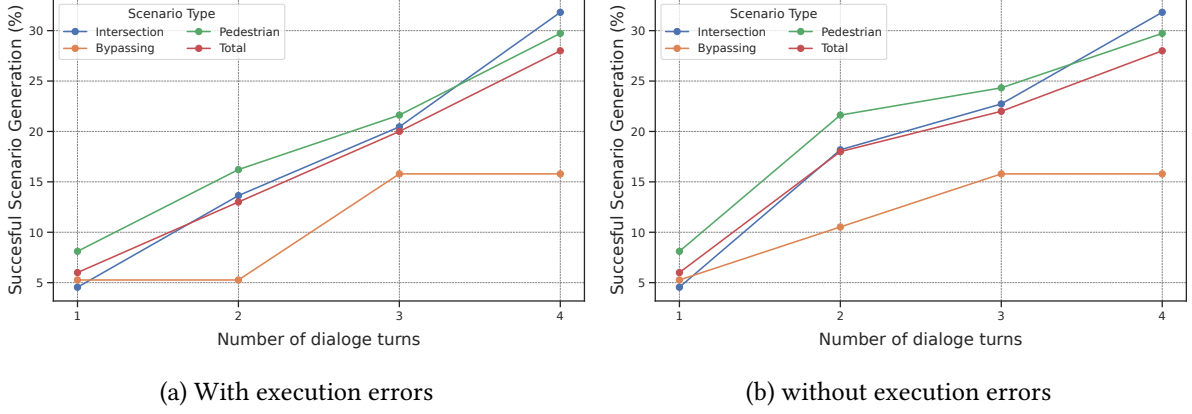 Scenario Type
Intersection
Pedestrian
Bypassing
Total
Succesful Scenario Generation (%)
30
25
20
15
10
5
1
2
3
4
Number of dialoge turns
(a) With execution errors
Scenario Type
Intersection
Pedestrian
Bypassing
Total
Succesful Scenario Generation (%)
30
25
20
15
10
5
1
2
3
4
Number of dialoge turns
(b) without execution errors